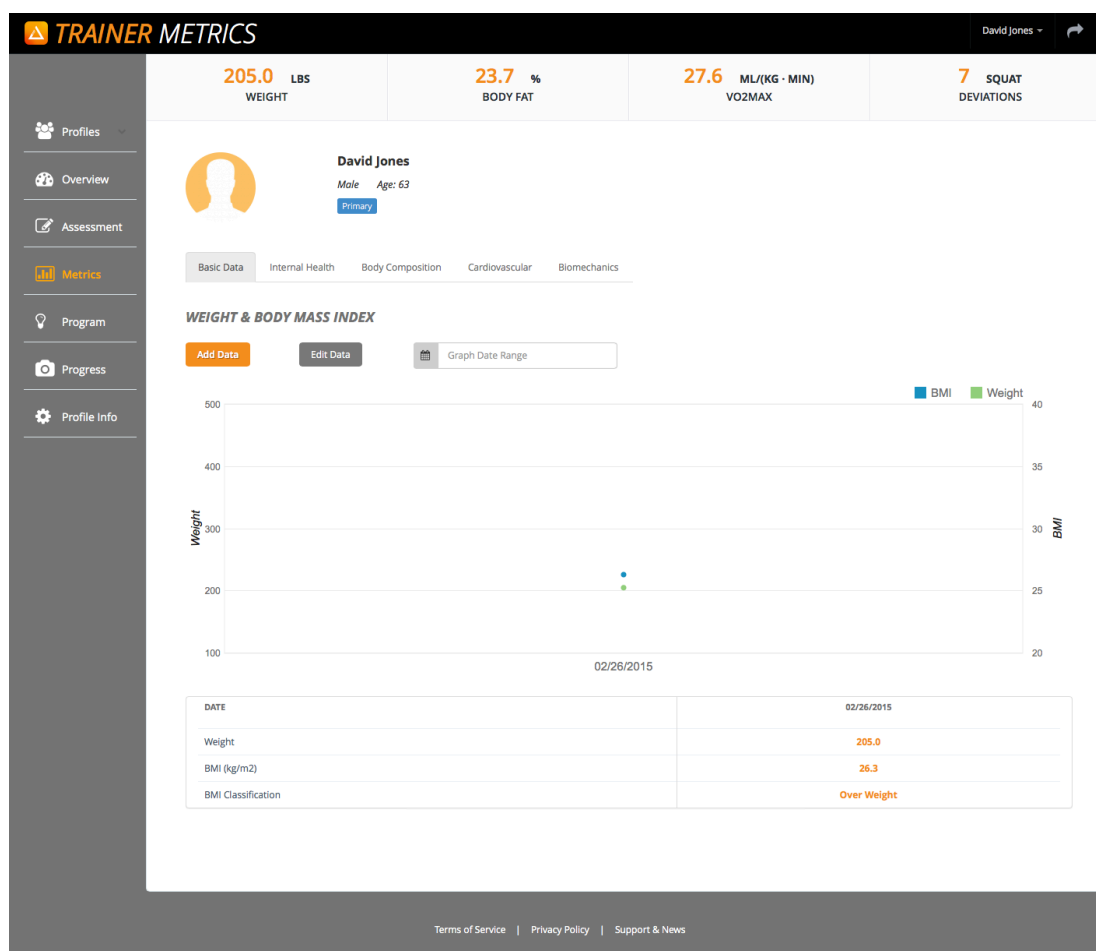 TRAINER METRICS
David Jones
205.0 LBS
WEIGHT
23.7 %
BODY FAT
27.6 ML/(KG · MIN)
VO2MAX
7 SQUAT
DEVIATIONS
Profiles
Overview
Assessment
Metrics
Program
Progress
Profile Info
David Jones
Male Age: 63
Primary
Basic Data Internal Health Body Composition Cardiovascular Biomechanics
WEIGHT & BODY MASS INDEX
Add Data Edit Data Graph Date Range
BMI Weight
500 40
400 35
300 30
200 25
100 20
Weight
BMI
02/26/2015
DATE 02/26/2015
Weight 205.0
BMI (kg/m2) 26.3
BMI Classification Over Weight
Terms of Service | Privacy Policy | Support & News